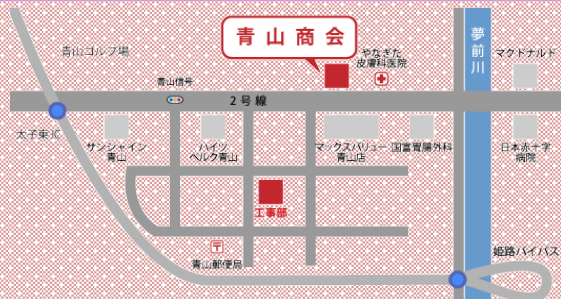 青山商会
夢前川
やなぎた
皮膚科医院
マクドナルド
青山ゴルフ場
青山信号
2号線
太子東IC
サンシャイン
青山
ハイツ
ベルク青山
マックスバリュー
青山店
国富胃腸外科
日本赤十字
病院
工事部
〒
青山郵便局
姫路バイパス